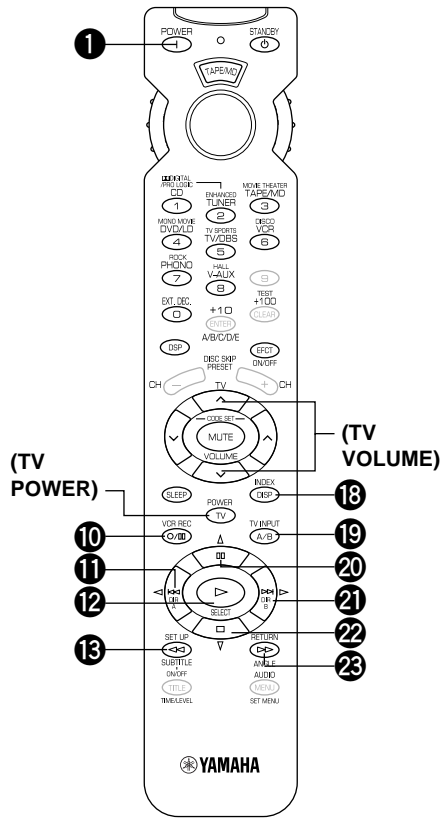 1
POWER
STANDBY
TAPE/MD
DIGITAL
/PRO LOGIC
CD
ENHANCED
TUNER
MOVIE THEATER
TAPE/MD
1
2
3
MONO MOVIE
DVD/LD
TV SPORTS
TV/DBS
DISCO
VCR
4
5
6
ROCK
PHONO
HALL
V-AUX
7
8
9
EXT. DEC.
+10
TEST
+100
0
ENTER
CLEAR
A/B/C/D/E
DSP
EFCT
ON/OFF
DISC SKIP
PRESET
CH
−
TV
+
CH
CODE SET
MUTE
VOLUME
(TV
VOLUME)
(TV
POWER)
SLEEP
INDEX
DISP
18
POWER
TV
10
VCR REC
TV INPUT
A/B
19
20
11
DIR
A
DIR
B
21
12
SELECT
22
13
SET UP
RETURN
23
SUBTITLE
ANGLE
ON/OFF
AUDIO
TITLE
MENU
TIME/LEVEL
SET MENU
YAMAHA